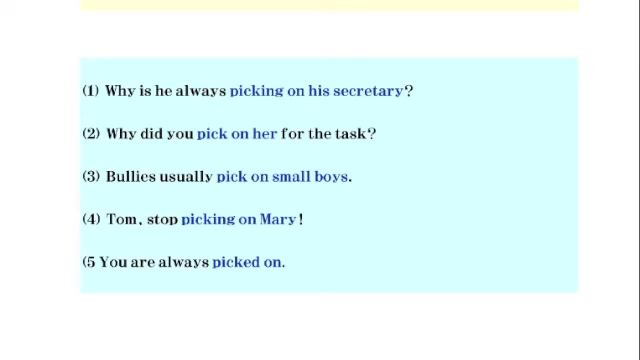 (1) Why is he always picking on his secretary?
(2) Why did you pick on her for the task?
(3) Bullies usually pick on small boys.
(4) Tom, stop picking on Mary!
(5 You are always picked on.